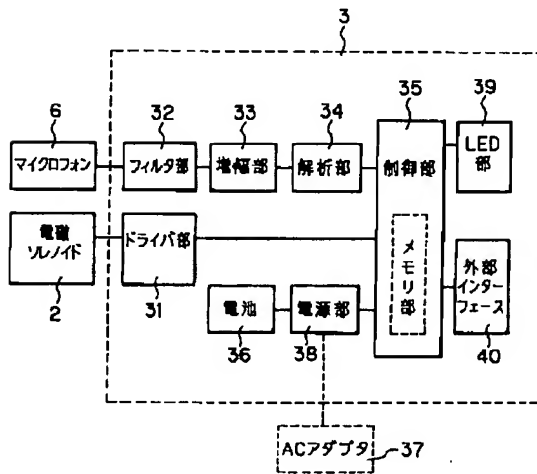 3
6
32
33
34
35
39
マイクロフォン
フィルタ部
増幅部
解析部
制御部
LED
部
電磁
ソレノイド
ドライバ部
メモリ部
外部
インター
フェース
2
31
電池
電源部
36
38
40
ACアダプタ
37